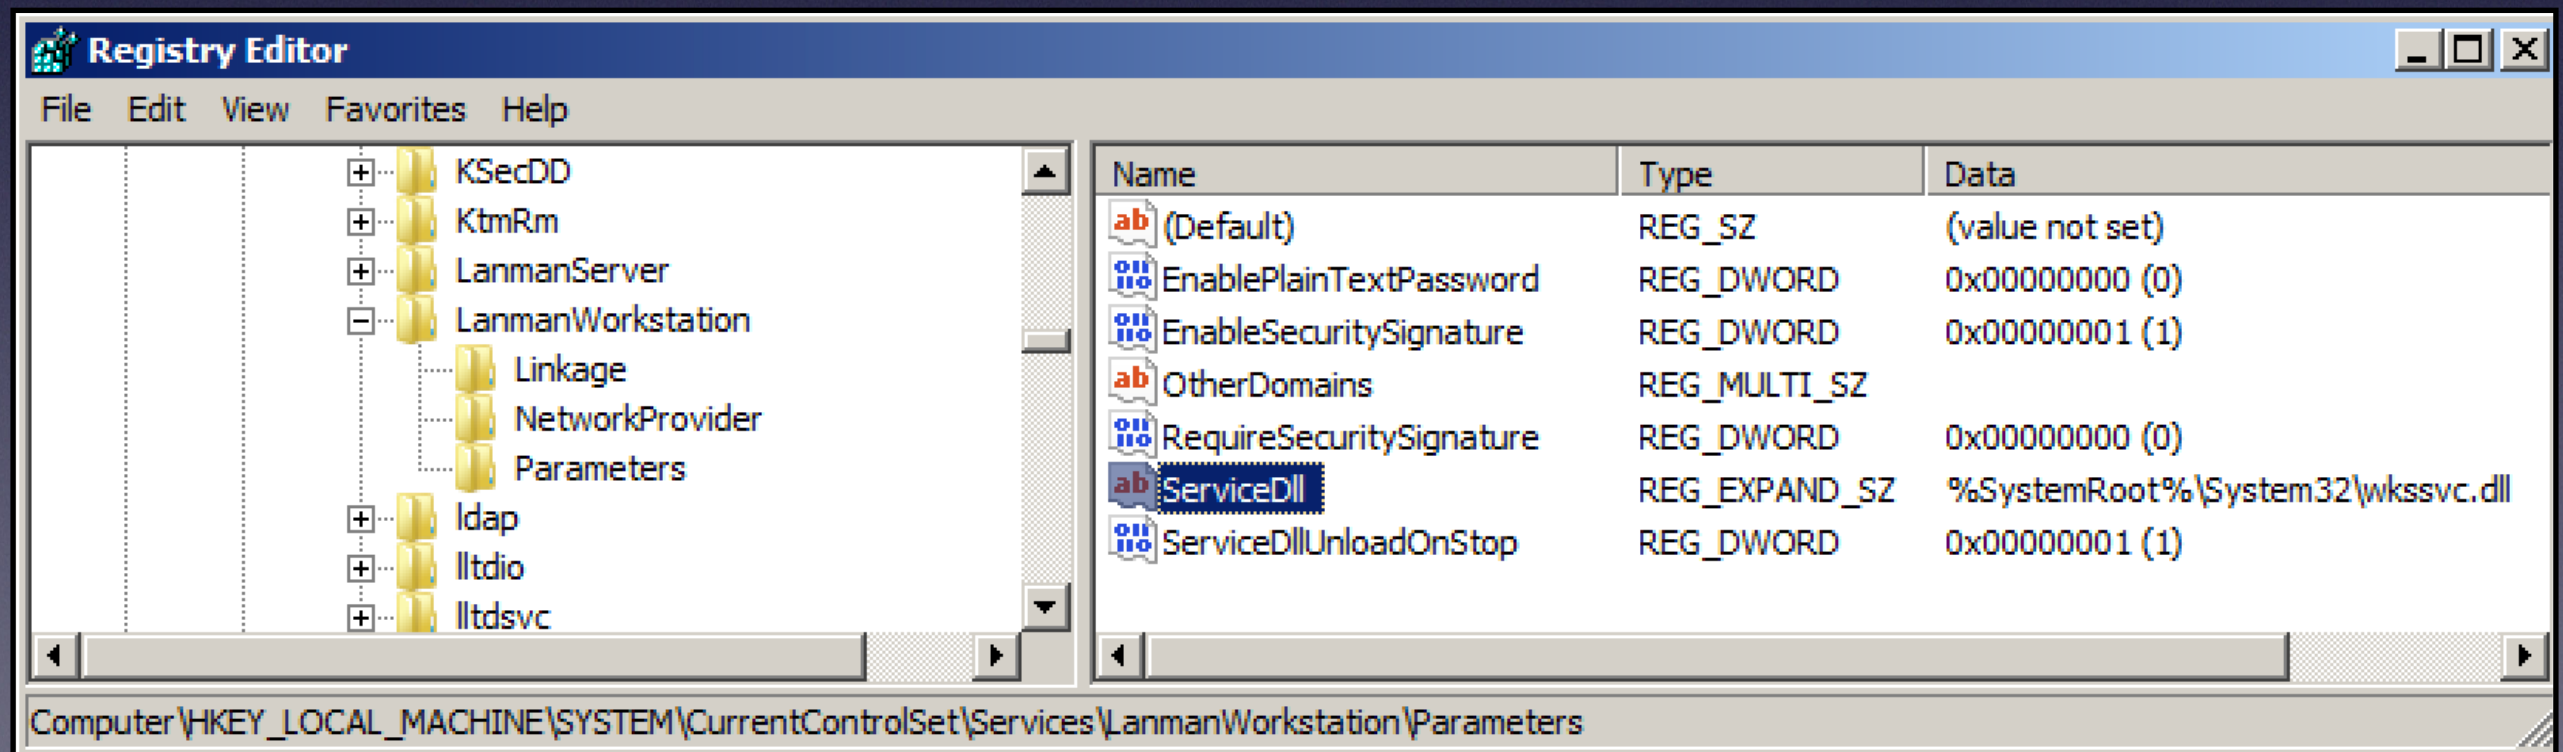 Registry Editor
File Edit View Favorites Help
KSecDD
KtmRm
LanmanServer
LanmanWorkstation
Linkage
NetworkProvider
Parameters
ldap
lltdio
lltdsvc
Name Type Data
(Default) REG_SZ (value not set)
EnablePlainTextPassword REG_DWORD 0x00000000 (0)
EnableSecuritySignature REG_DWORD 0x00000001 (1)
OtherDomains REG_MULTI_SZ
RequireSecuritySignature REG_DWORD 0x00000000 (0)
ServiceDll REG_EXPAND_SZ %SystemRoot%\System32\wkssvc.dll
ServiceDllUnloadOnStop REG_DWORD 0x00000001 (1)
Computer\HKEY_LOCAL_MACHINE\SYSTEM\CurrentControlSet\Services\LanmanWorkstation\Parameters